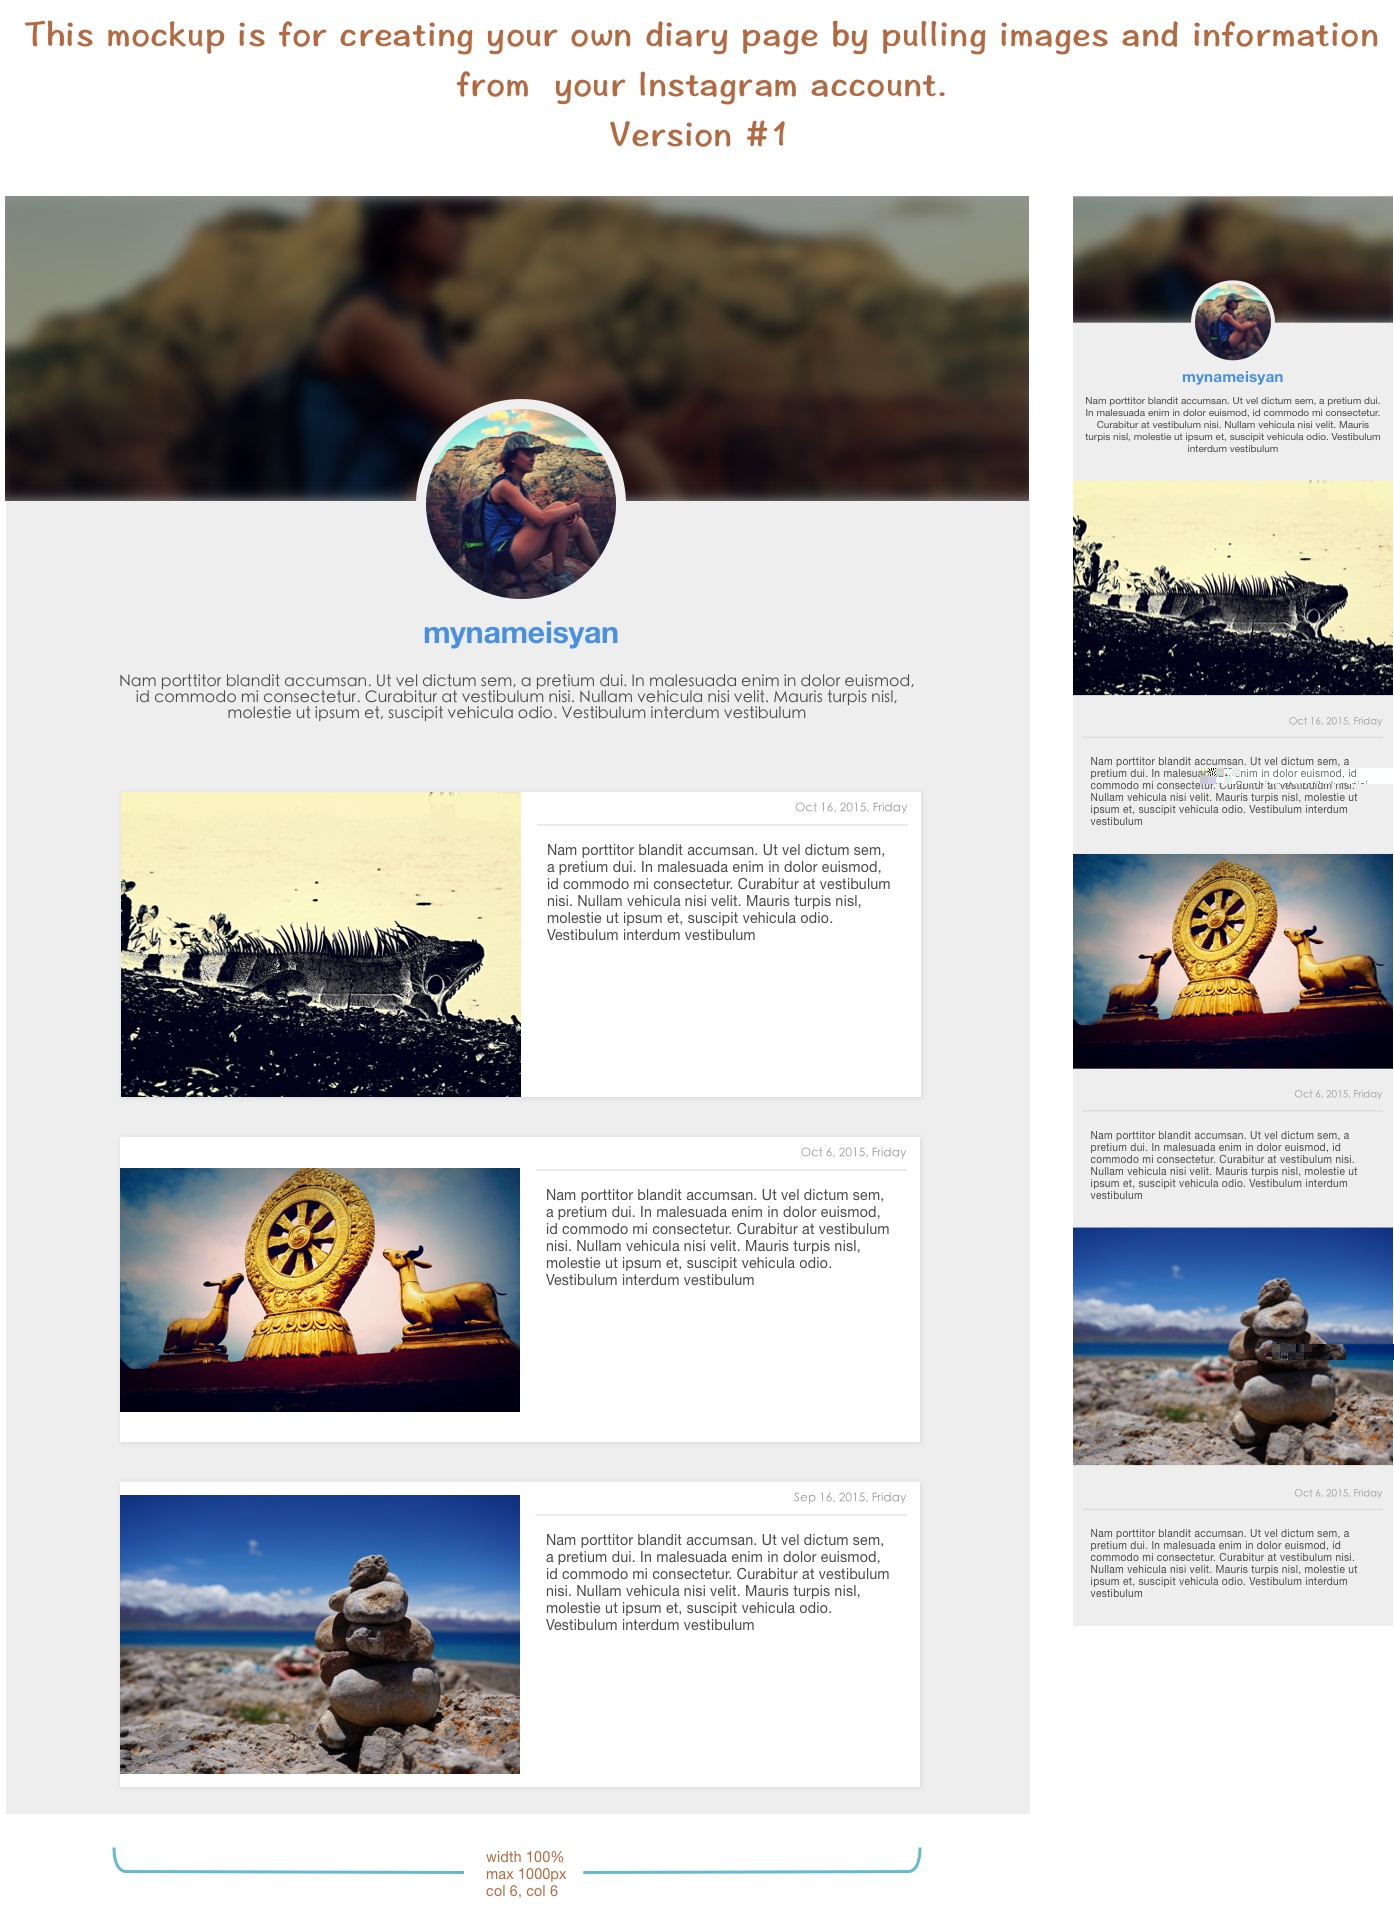 This mockup is for creating your own diary page by pulling images and information
from your Instagram account.
Version #1
mynameisyan
Nam porttitor blandit accumsan. Ut vel dictum sem, a pretium dui. In malesuada enim in dolor euismod,
id commodo mi consectetur. Curabitur at vestibulum nisi. Nullam vehicula nisi velit. Mauris turpis nisl,
molestie ut ipsum et, suscipit vehicula odio. Vestibulum interdum vestibulum
Oct 16, 2015, Friday
Nam porttitor blandit accumsan. Ut vel dictum sem,
a pretium dui. In malesuada enim in dolor euismod,
id commodo mi consectetur. Curabitur at vestibulum
nisi. Nullam vehicula nisi velit. Mauris turpis nisl,
molestie ut ipsum et, suscipit vehicula odio.
Vestibulum interdum vestibulum
Oct 6, 2015, Friday
Nam porttitor blandit accumsan. Ut vel dictum sem,
a pretium dui. In malesuada enim in dolor euismod,
id commodo mi consectetur. Curabitur at vestibulum
nisi. Nullam vehicula nisi velit. Mauris turpis nisl,
molestie ut ipsum et, suscipit vehicula odio.
Vestibulum interdum vestibulum
Sep 16, 2015, Friday
Nam porttitor blandit accumsan. Ut vel dictum sem,
a pretium dui. In malesuada enim in dolor euismod,
id commodo mi consectetur. Curabitur at vestibulum
nisi. Nullam vehicula nisi velit. Mauris turpis nisl,
molestie ut ipsum et, suscipit vehicula odio.
Vestibulum interdum vestibulum
width 100%
max 1000px
col 6, col 6
mynameisyan
Nam porttitor blandit accumsan. Ut vel dictum sem, a pretium dui.
In malesuada enim in dolor euismod, id commodo mi consectetur.
Curabitur at vestibulum nisi. Nullam vehicula nisi velit. Mauris
turpis nisl, molestie ut ipsum et, suscipit vehicula odio. Vestibulum
interdum vestibulum
Oct 16, 2015, Friday
Nam porttitor blandit accumsan. Ut vel dictum sem, a
pretium dui. In in dolor euismod, id
commodo mi consectetur. Curabitur at vestibulum nisi.
Nullam vehicula nisi velit. Mauris turpis nisl, molestie ut
ipsum et, suscipit vehicula odio. Vestibulum interdum
vestibulum
Oct 6, 2015, Friday
Nam porttitor blandit accumsan. Ut vel dictum sem, a
pretium dui. In malesuada enim in dolor euismod, id
commodo mi consectetur. Curabitur at vestibulum nisi.
Nullam vehicula nisi velit. Mauris turpis nisl, molestie ut
ipsum et, suscipit vehicula odio. Vestibulum interdum
vestibulum
Oct 6, 2015, Friday
Nam porttitor blandit accumsan. Ut vel dictum sem, a
pretium dui. In malesuada enim in dolor euismod, id
commodo mi consectetur. Curabitur at vestibulum nisi.
Nullam vehicula nisi velit. Mauris turpis nisl, molestie ut
ipsum et, suscipit vehicula odio. Vestibulum interdum
vestibulum